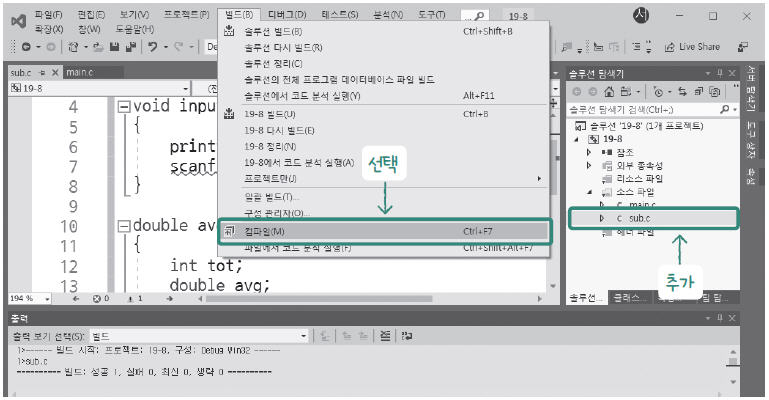 파일(F) 편집(E) 보기(V) 프로젝트(P) 빌드(B) 디버그(D) 테스트(S) 분석(N) 도구(T) 19-8 서
확장(X) 창(W) 도움말(H)
Live Share
솔루션 빌드(B) Ctrl+Shift+B
솔루션 다시 빌드(R)
솔루션 정리(C)
솔루션의 전체 프로그램 데이터베이스 파일 빌드
솔루션에서 코드 분석 실행(Y) Alt+F11
19-8 빌드(U) Ctrl+B
19-8 다시 빌드(E)
19-8 정리(N)
19-8에서 코드 분석 실행(A)
프로젝트만(J)
일괄 빌드(T)...
구성 관리자(O)...
컴파일(M) Ctrl+F7
파일에서 코드 분석 실행(F) Ctrl+Shift+Alt+F7
선택
sub.c main.c
19-8
4 void inpu
5 {
6 print
7 scanf
8 }
9
10 double av
11 {
12 int tot;
13 double avg;
194 % 0 1
솔루션 탐색기
솔루션 탐색기 검색(Ctrl+;)
솔루션 '19-8' (1개 프로젝트)
19-8
참조
외부 종속성
리소스 파일
소스 파일
main.c
sub.c
헤더 파일
추가
솔루션... 클래스...
서버 탐색기 도구 상자 속성
출력
출력 보기 선택(S): 빌드
1>------ 빌드 시작: 프로젝트: 19-8, 구성: Debug Win32 ------
1>sub.c
========== 빌드: 성공 1, 실패 0, 최신 0, 생략 0 ==========